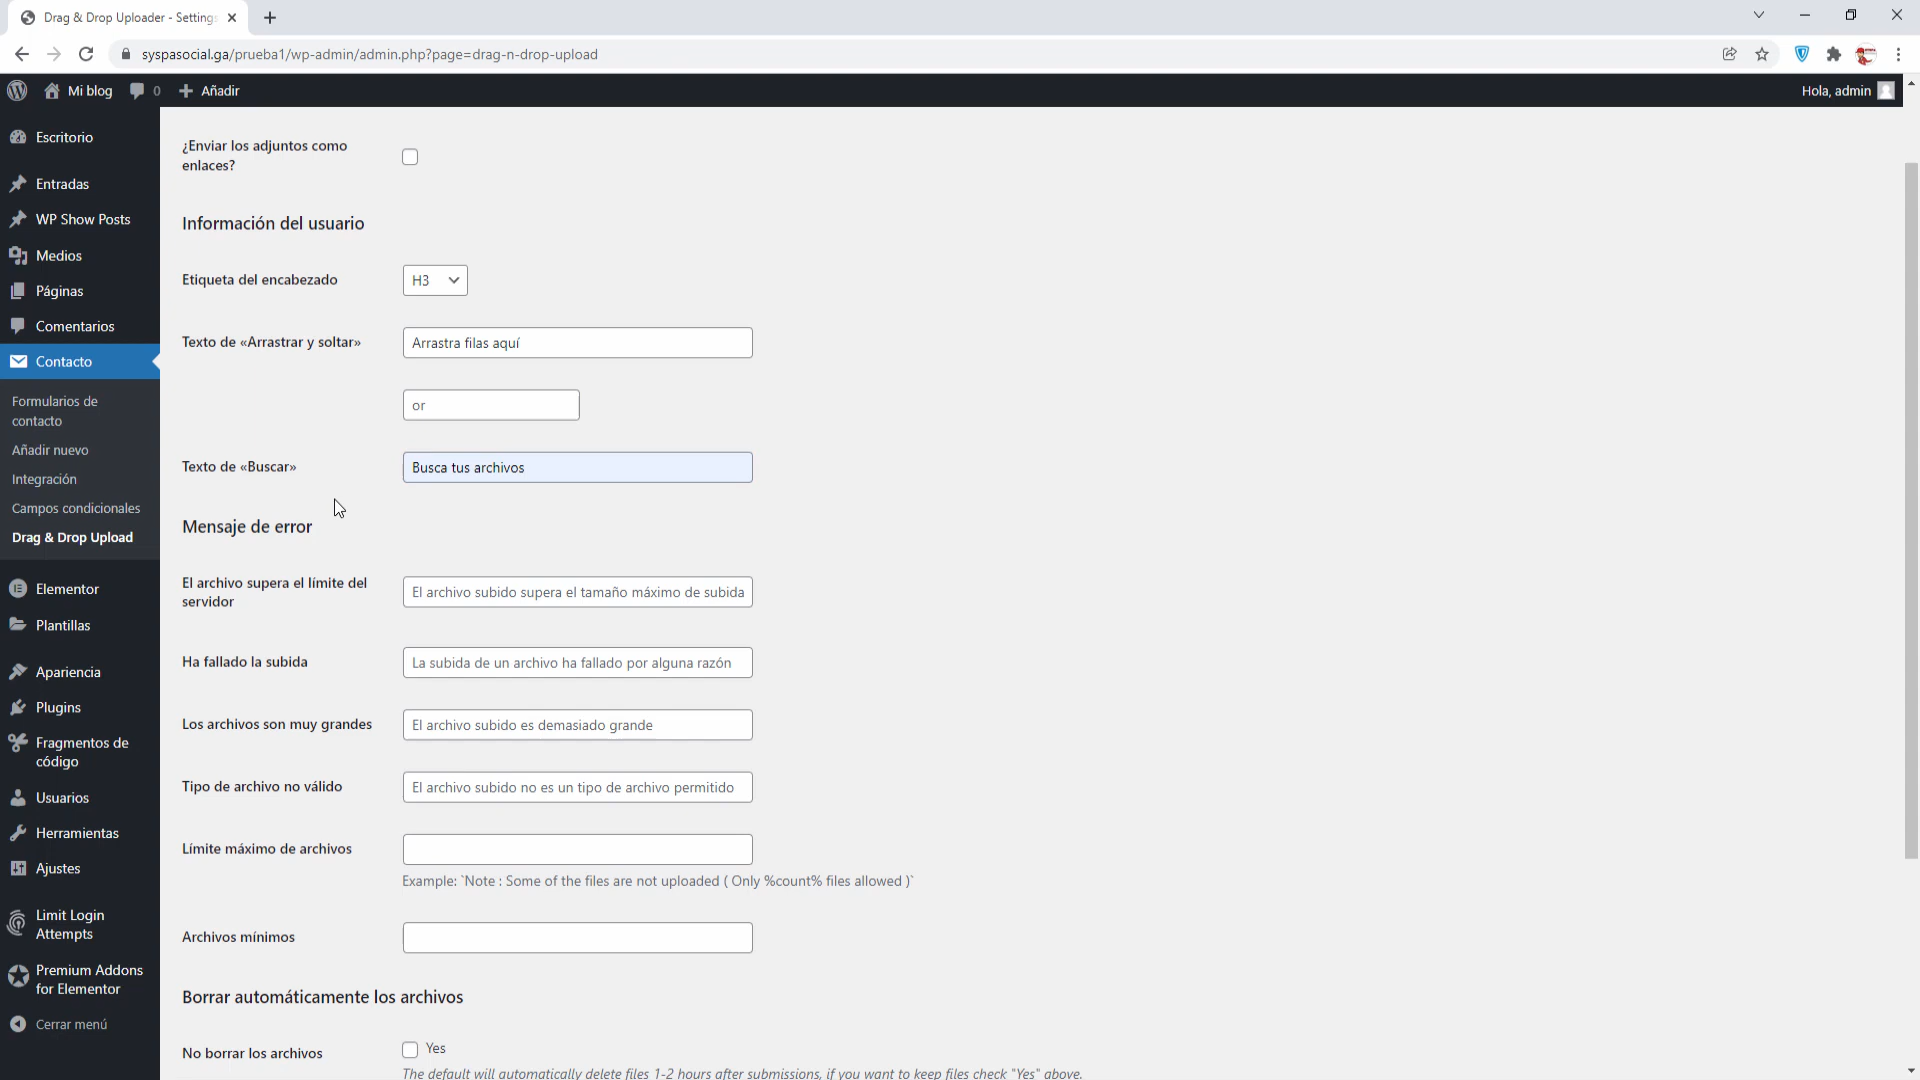 Drag & Drop Uploader - Settings
syspasocial.ga/prueba1/wp-admin/admin.php?page=drag-n-drop-upload
Mi blog
0
Añadir
Hola, admin
Escritorio
Entradas
WP Show Posts
Medios
Páginas
Comentarios
Contacto
Formularios de
contacto
Añadir nuevo
Integración
Campos condicionales
Drag & Drop Upload
Elementor
Plantillas
Apariencia
Plugins
Fragmentos de
código
Usuarios
Herramientas
Ajustes
Limit Login
Attempts
Premium Addons
for Elementor
Cerrar menú
¿Enviar los adjuntos como
enlaces?
Información del usuario
Etiqueta del encabezado
H3
Texto de «Arrastrar y soltar»
Arrastra filas aquí
or
Texto de «Buscar»
Busca tus archivos
Mensaje de error
El archivo supera el límite del
servidor
El archivo subido supera el tamaño máximo de subida
Ha fallado la subida
La subida de un archivo ha fallado por alguna razón
Los archivos son muy grandes
El archivo subido es demasiado grande
Tipo de archivo no válido
El archivo subido no es un tipo de archivo permitido
Límite máximo de archivos
Example: `Note : Some of the files are not uploaded ( Only %count% files allowed )`
Archivos mínimos
Borrar automáticamente los archivos
No borrar los archivos
Yes
The default will automatically delete files 1-2 hours after submissions, if you want to keep files check "Yes" above.